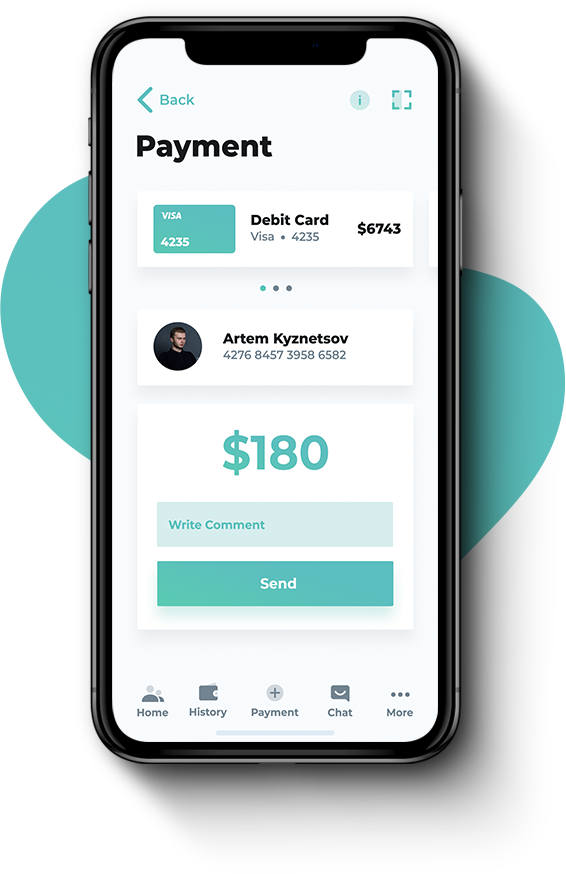 Back
Payment
VISA
4235
Debit Card
Visa • 4235
$6743
Artem Kyznetsov
4276 8457 3958 6582
$180
Write Comment
Send
Home History Payment Chat More